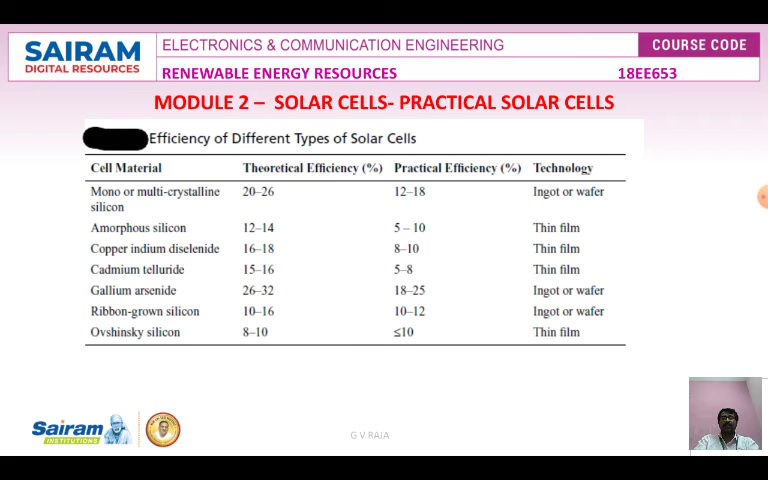 SAIRAM
DIGITAL RESOURCES
ELECTRONICS & COMMUNICATION ENGINEERING
COURSE CODE
RENEWABLE ENERGY RESOURCES
18EE653
MODULE 2 – SOLAR CELLS- PRACTICAL SOLAR CELLS
Efficiency of Different Types of Solar Cells
Cell Material Theoretical Efficiency (%) Practical Efficiency (%) Technology
Mono or multi-crystalline silicon 20–26 12–18 Ingot or wafer
Amorphous silicon 12–14 5 – 10 Thin film
Copper indium diselenide 16–18 8–10 Thin film
Cadmium telluride 15–16 5–8 Thin film
Gallium arsenide 26–32 18–25 Ingot or wafer
Ribbon-grown silicon 10–16 10–12 Ingot or wafer
Ovshinsky silicon 8–10 ≤10 Thin film
Sairam
INSTITUTIONS
G V RAJA